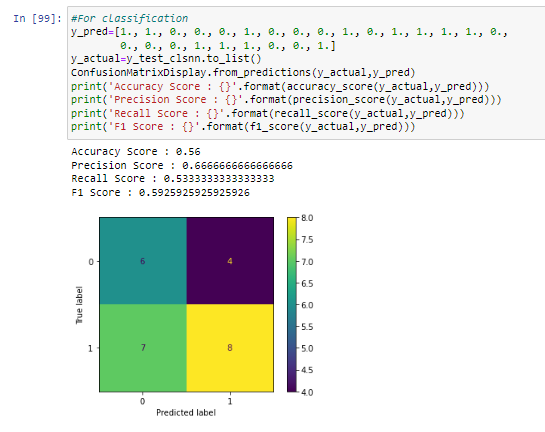 In [99]: #For classification
y_pred=[1., 1., 0., 0., 0., 1., 0., 0., 0., 1., 0., 1., 1., 1., 1., 0.,
0., 0., 0., 1., 1., 1., 0., 0., 1.]
y_actual=y_test_clsnn.to_list()
ConfusionMatrixDisplay.from_predictions(y_actual,y_pred)
print('Accuracy Score : {}'.format(accuracy_score(y_actual,y_pred)))
print('Precision Score : {}'.format(precision_score(y_actual,y_pred)))
print('Recall Score : {}'.format(recall_score(y_actual,y_pred)))
print('F1 Score : {}'.format(f1_score(y_actual,y_pred)))
Accuracy Score : 0.56
Precision Score : 0.6666666666666666
Recall Score : 0.5333333333333333
F1 Score : 0.5925925925925926
8.0
7.5
7.0
6.5
6.0
5.5
5.0
4.5
4.0
True label
0 6 4
1 7 8
0 1
Predicted label